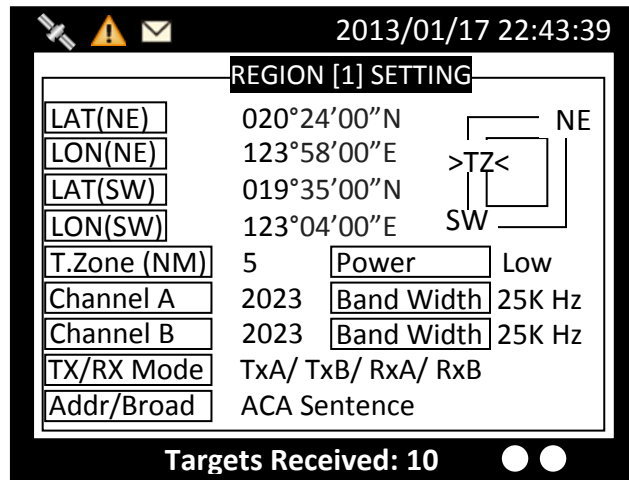 2013/01/17 22:43:39
REGION [1] SETTING
LAT(NE) 020°24’00”N NE
LON(NE) 123°58’00”E >TZ<
LAT(SW) 019°35’00”N
LON(SW) 123°04’00”E SW
T.Zone (NM) 5 Power Low
Channel A 2023 Band Width 25K Hz
Channel B 2023 Band Width 25K Hz
TX/RX Mode TxA/ TxB/ RxA/ RxB
Addr/Broad ACA Sentence
Targets Received: 10